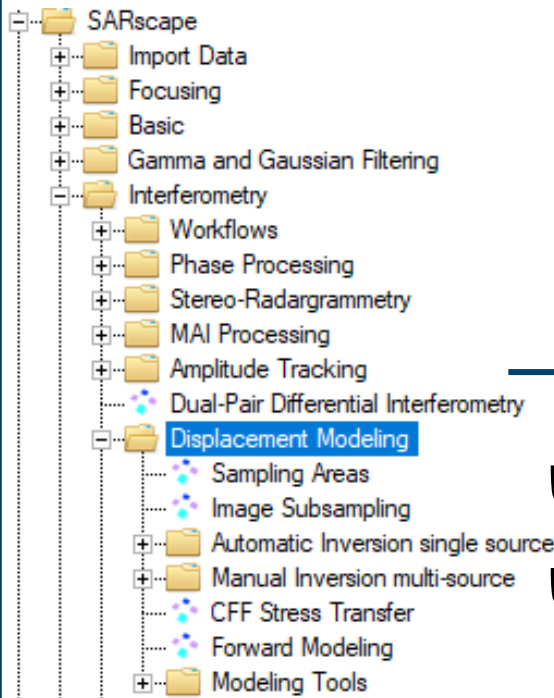 SARscape
Import Data
Focusing
Basic
Gamma and Gaussian Filtering
Interferometry
Workflows
Phase Processing
Stereo-Radargrammetry
MAI Processing
Amplitude Tracking
Dual-Pair Differential Interferometry
Displacement Modeling
Sampling Areas
Image Subsampling
Automatic Inversion single source
Manual Inversion multi-source
CFF Stress Transfer
Forward Modeling
Modeling Tools